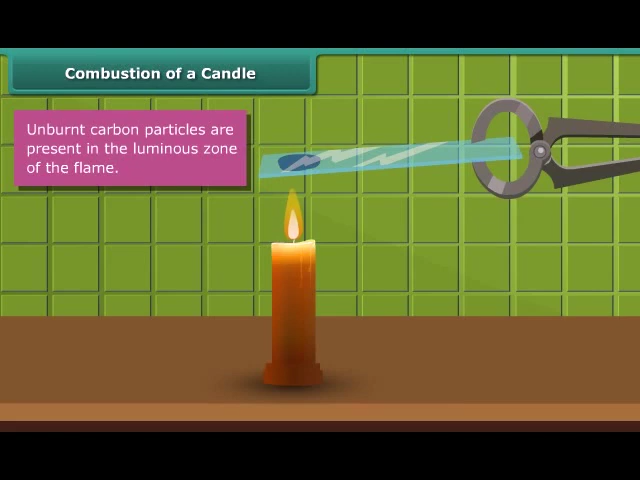 Combustion of a Candle
Unburnt carbon particles are
present in the luminous zone
of the flame.